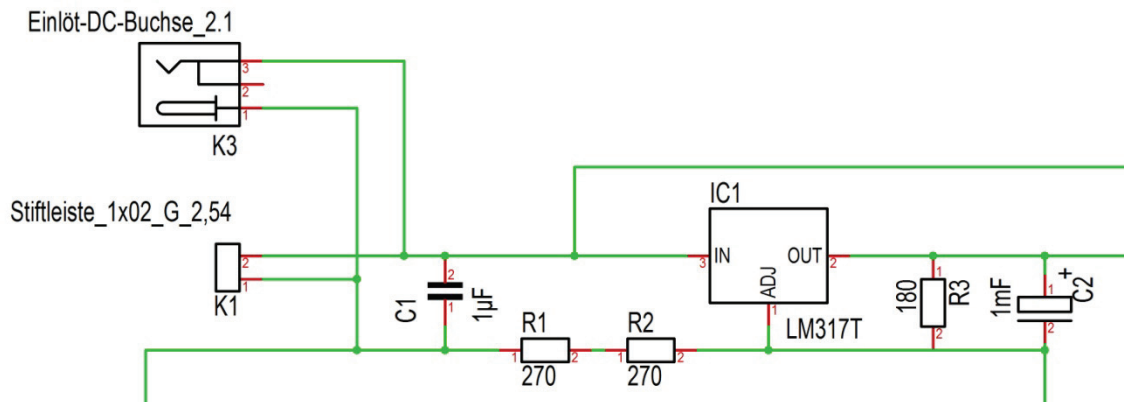 Einlöt-DC-Buchse_2.1
3
2
1
K3
Stiftleiste_1x02_G_2,54
2
1
K1
C1
2
1
1µF
R1
1
2
270
R2
1
2
270
IC1
3
IN
OUT
2
ADJ
1
LM317T
180
1
2
R3
1mF
1
2
+
C2